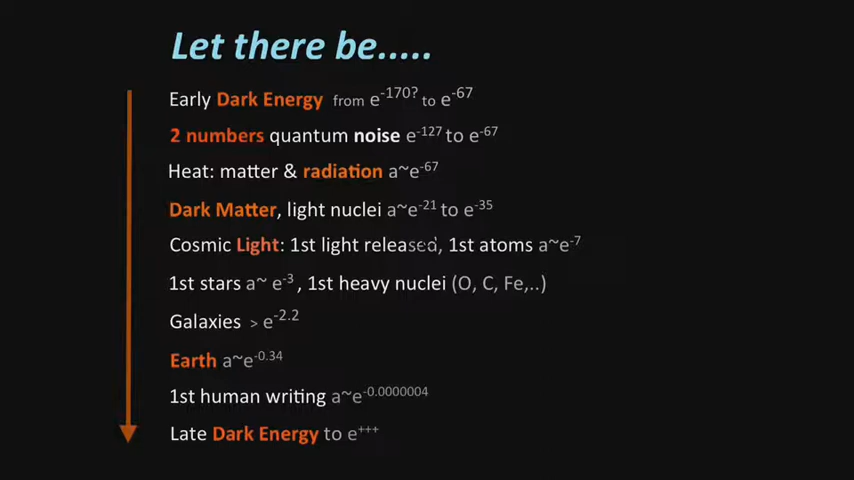 Let there be.....
Early Dark Energy from e^-170? to e^-67
2 numbers quantum noise e^-127 to e^-67
Heat: matter & radiation a~e^-67
Dark Matter, light nuclei a~e^-21 to e^-35
Cosmic Light: 1st light released, 1st atoms a~e^-7
1st stars a~ e^-3 , 1st heavy nuclei (O, C, Fe,..)
Galaxies > e^-2.2
Earth a~e^-0.34
1st human writing a~e^-0.0000004
Late Dark Energy to e^+++